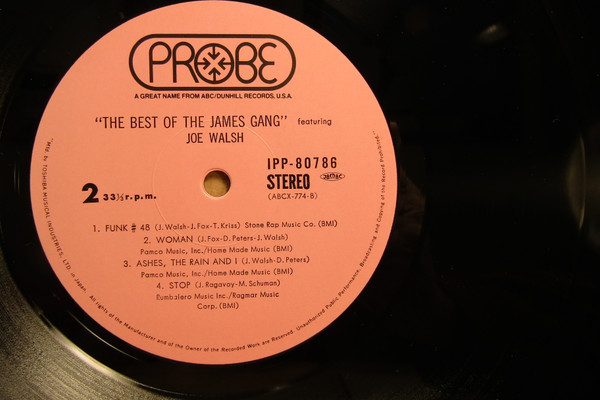 PROBE
A GREAT NAME FROM ABC/DUNHILL RECORDS, U.S.A.
"THE BEST OF THE JAMES GANG" featuring
JOE WALSH
IPP-80786
STEREO
(ABCX-774-B)
2 33⅓ r.p.m.
1. FUNK # 48 (J.Walsh-J.Fox-T.Kriss) Stone Rap Music Co. (BMI)
2. WOMAN (J.Fox-D.Peters-J.Walsh)
Pamco Music, Inc./Home Made Music (BMI)
3. ASHES, THE RAIN AND I (J.Walsh-D.Peters)
Pamco Music, Inc./Home Made Music (BMI)
4. STOP (J.Ragavoy-M.Schuman)
Rumbalero Music Inc./Ragmar Music
Corp. (BMI)
Mfd. by TOSHIBA MUSICAL INDUSTRIES, LTD. in Japan. All rights of the Manufacturer and of the Owner of the Recorded Work are Reserved. Unauthorized Public Performance, Broadcasting and Copying of the Record Prohibited.